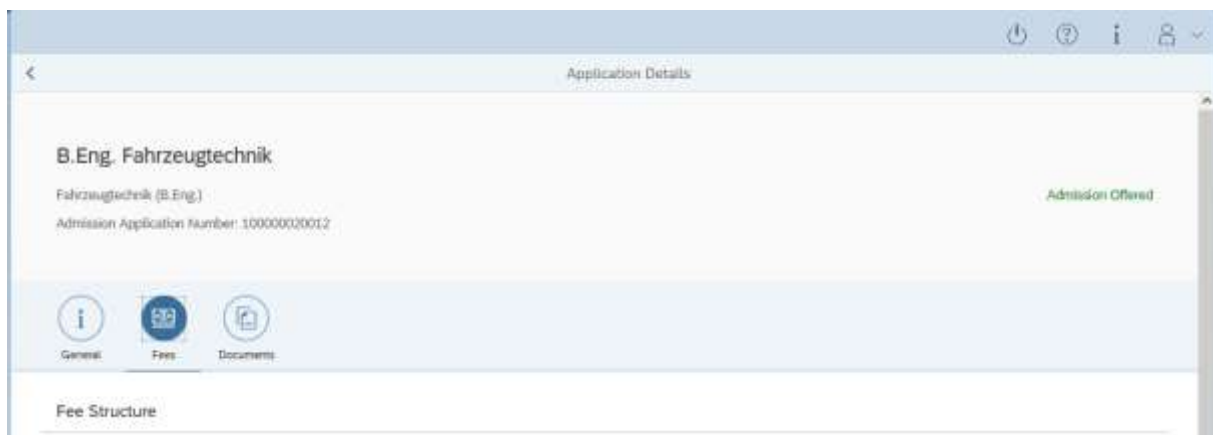 Application Details
B.Eng. Fahrzeugtechnik
Fahrzeugtechnik (B.Eng.)
Admission Offered
Admission Application Number: 100000020012
General
Fees
Documents
Fee Structure